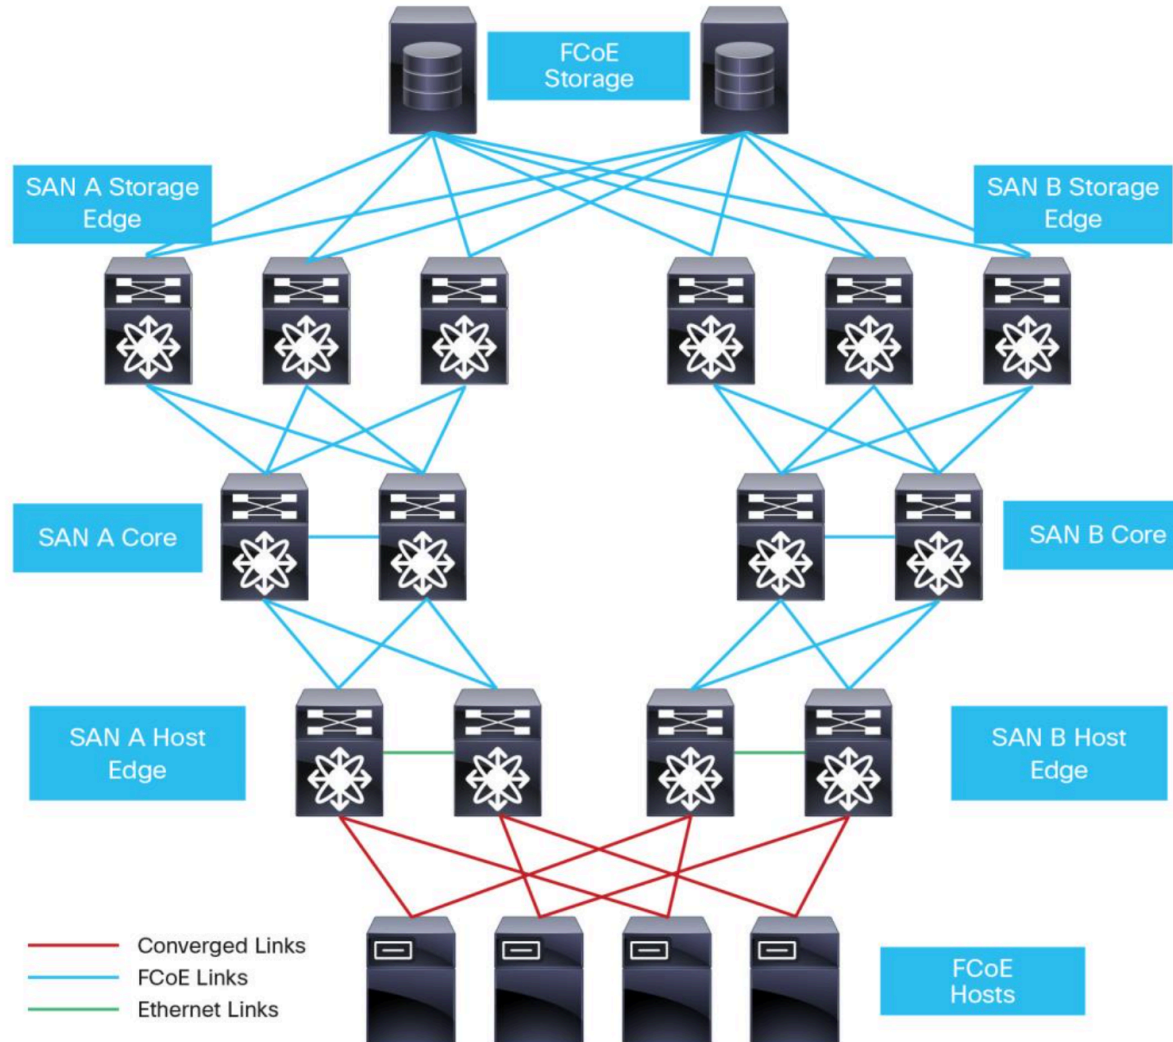 FCoE
Storage
SAN A Storage
Edge
SAN B Storage
Edge
SAN A Core
SAN B Core
SAN A Host
Edge
SAN B Host
Edge
Converged Links
FCoE Links
Ethernet Links
FCoE
Hosts